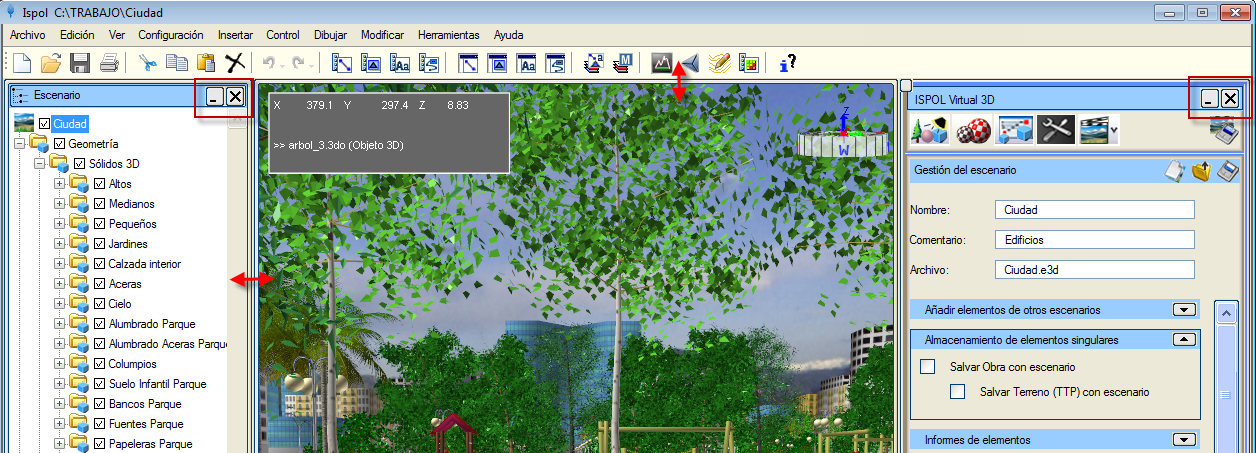 Ispol C:\TRABAJO\Ciudad
Archivo Edición Ver Configuración Insertar Control Dibujar Modificar Herramientas Ayuda
Escenario
Ciudad
Geometría
Sólidos 3D
Altos
Medianos
Pequeños
Jardines
Calzada interior
Aceras
Cielo
Alumbrado Parque
Alumbrado Aceras Parque
Columpios
Suelo Infantil Parque
Bancos Parque
Fuentes Parque
Papeleras Parque
X 379.1 Y 297.4 Z 8.83
>> arbol_3.3do (Objeto 3D)
Z
W
ISPOL Virtual 3D
Gestión del escenario
Nombre: Ciudad
Comentario: Edificios
Archivo: Ciudad.e3d
Añadir elementos de otros escenarios
Almacenamiento de elementos singulares
Salvar Obra con escenario
Salvar Terreno (TTP) con escenario
Informes de elementos